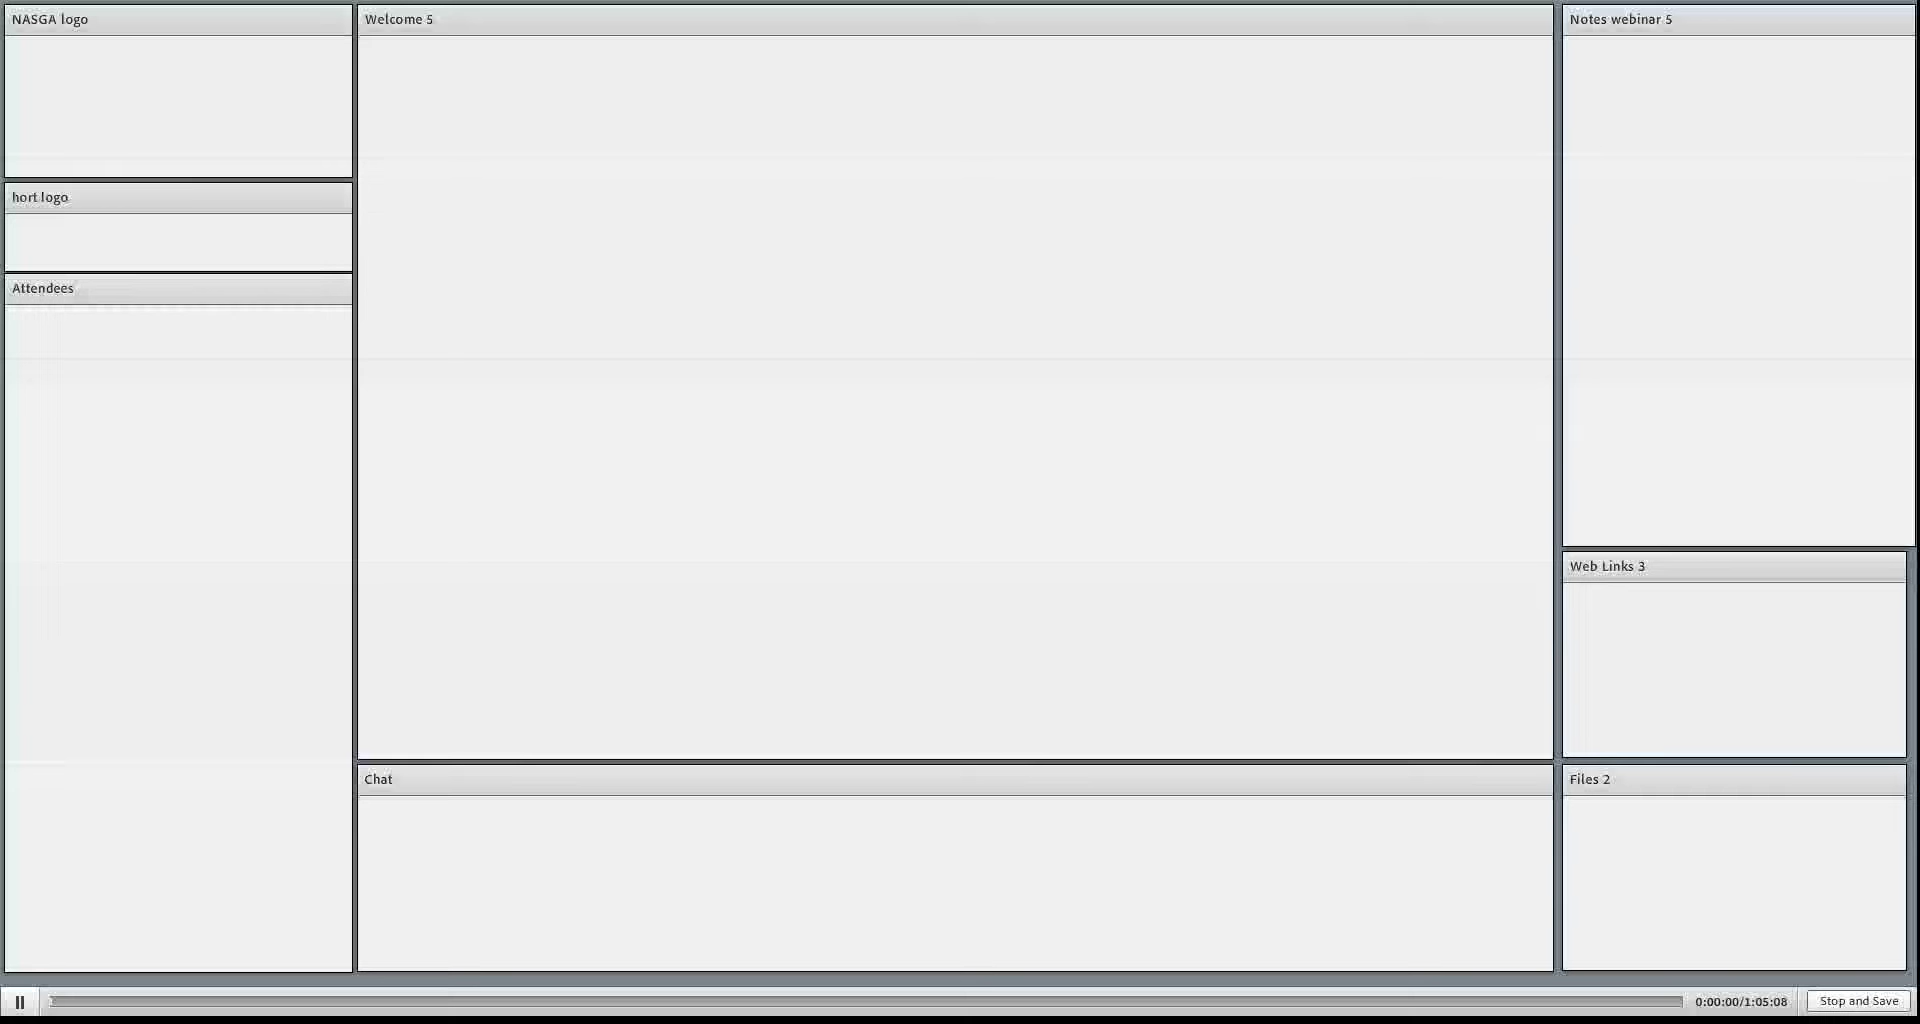 NASGA logo
Welcome 5
Notes webinar 5
hort logo
Attendees
Web Links 3
Chat
Files 2
0:00:00/1:05:08
Stop and Save